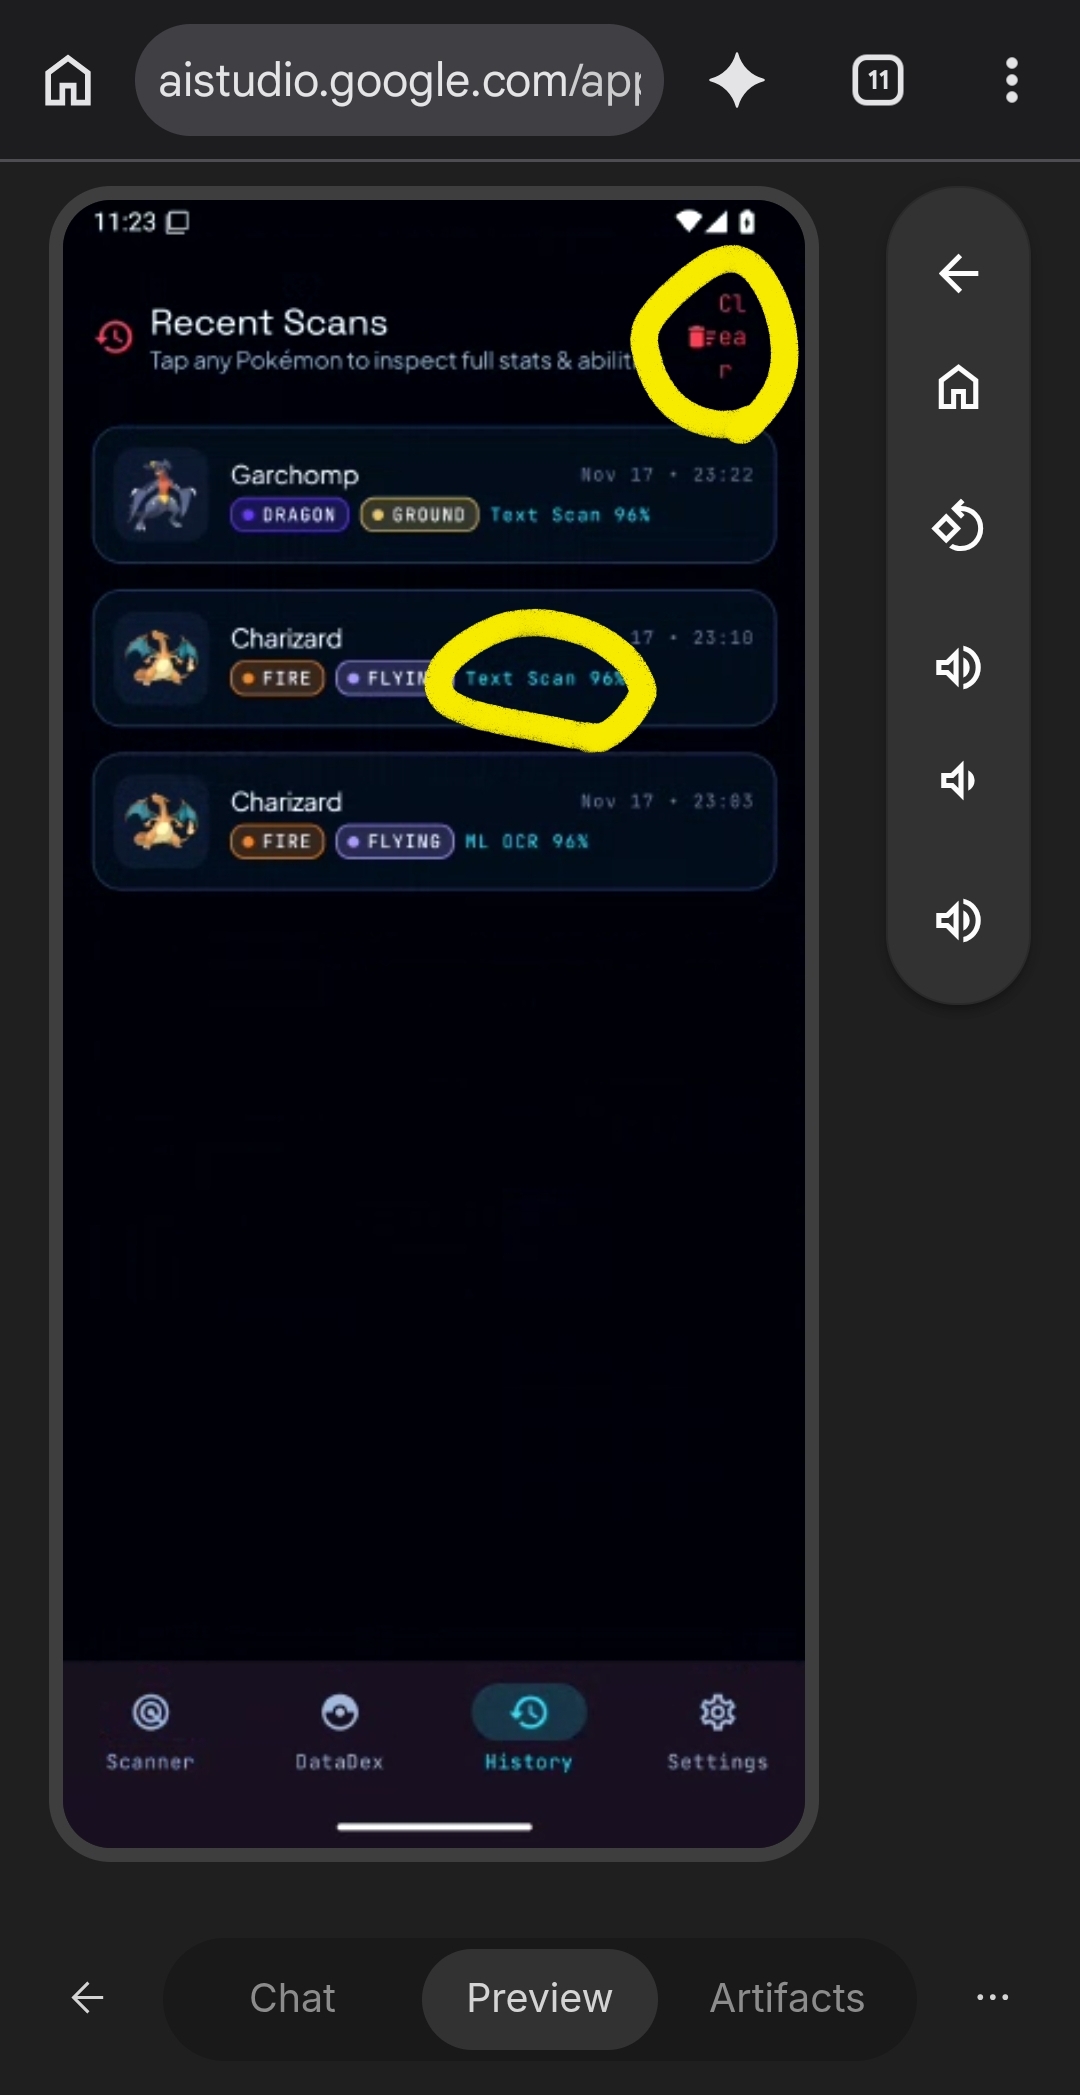 aistudio.google.com/app
11
11:23
Recent Scans
Tap any Pokémon to inspect full stats & abilit
Cl
ea
r
Garchomp
Nov 17 • 23:22
DRAGON
GROUND
Text Scan 96%
Charizard
17 • 23:10
FIRE
FLYIN
Text Scan 96%
Charizard
Nov 17 • 23:03
FIRE
FLYING
ML OCR 96%
Scanner
DataDex
History
Settings
Chat
Preview
Artifacts